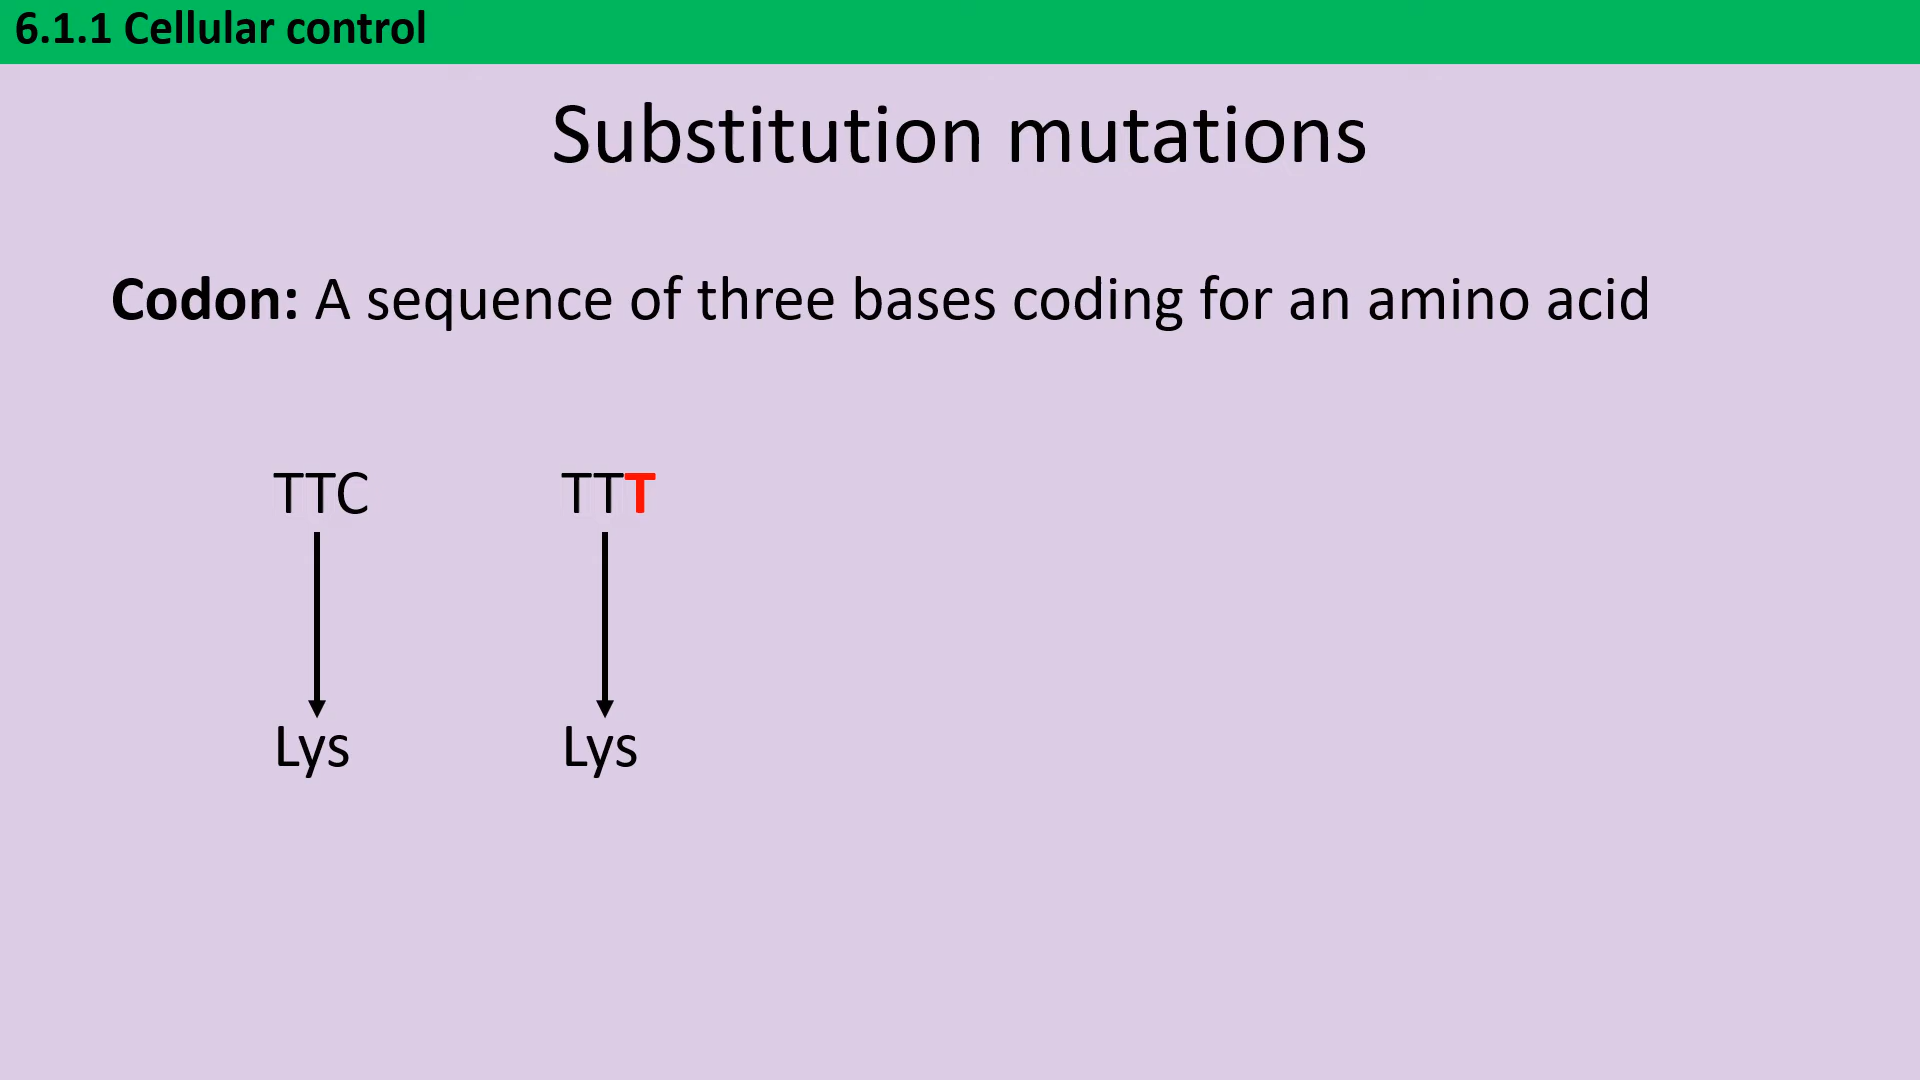 6.1.1 Cellular control
Substitution mutations
Codon: A sequence of three bases coding for an amino acid
TTC TTT
Lys Lys